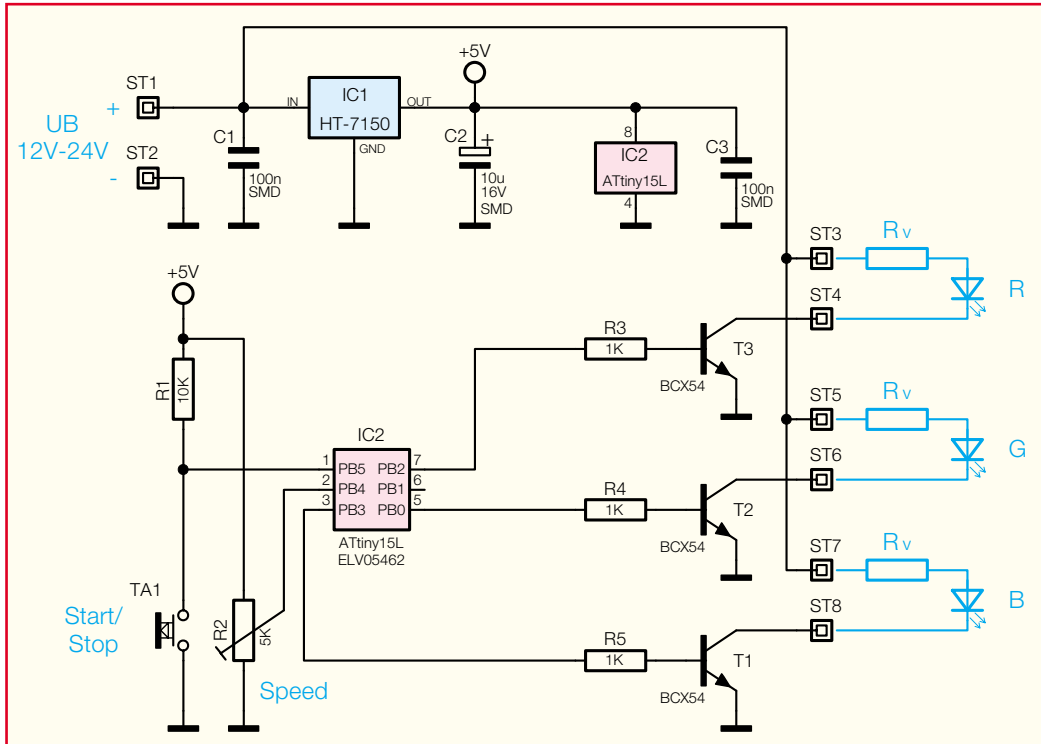 +5V
ST1
+
UB
12V-24V
ST2
-
IN
IC1
HT-7150
OUT
GND
C1
100n
SMD
C2
+
10u
16V
SMD
8
IC2
ATtiny15L
4
C3
100n
SMD
ST3
Rv
R
ST4
+5V
R1
10K
R3
1K
T3
BCX54
ST5
Rv
G
ST6
IC2
1
PB5
PB2
7
2
PB4
PB1
6
3
PB3
PB0
5
ATtiny15L
ELV05462
R4
1K
T2
BCX54
ST7
Rv
B
ST8
TA1
Start/
Stop
R2
5K
Speed
R5
1K
T1
BCX54